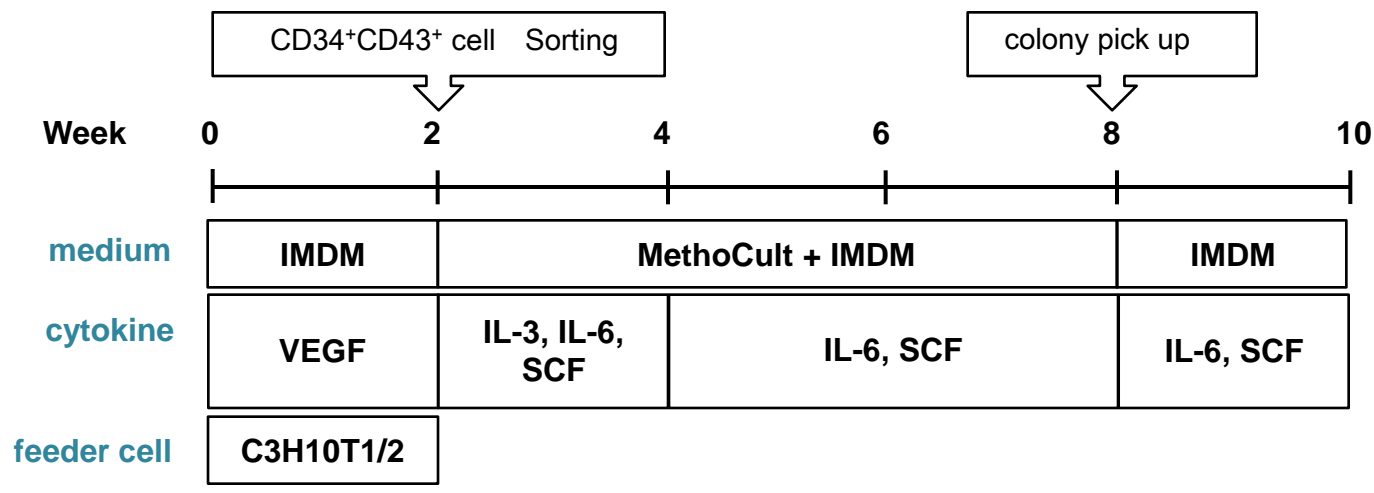 CD34⁺CD43⁺ cell Sorting
colony pick up
Week 0 2 4 6 8 10
medium IMDM MethoCult + IMDM IMDM
cytokine VEGF IL-3, IL-6, SCF IL-6, SCF IL-6, SCF
feeder cell C3H10T1/2